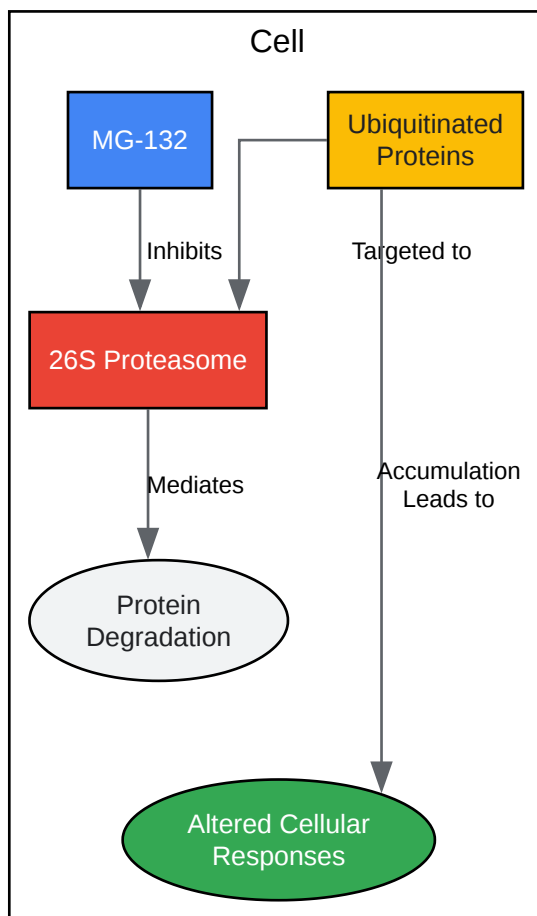 Cell
MG-132
Ubiquitinated
Proteins
Inhibits
Targeted to
26S Proteasome
Mediates
Accumulation
Leads to
Protein
Degradation
Altered Cellular
Responses